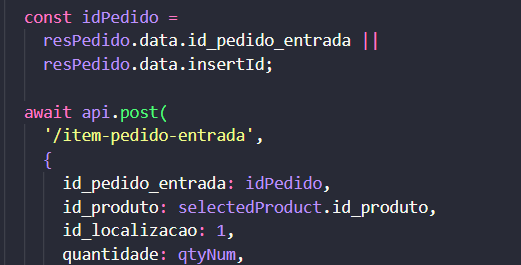 const idPedido =
resPedido.data.id_pedido_entrada ||
resPedido.data.insertId;
await api.post(
'/item-pedido-entrada',
{
id_pedido_entrada: idPedido,
id_produto: selectedProduct.id_produto,
id_localizacao: 1,
quantidade: qtyNum,